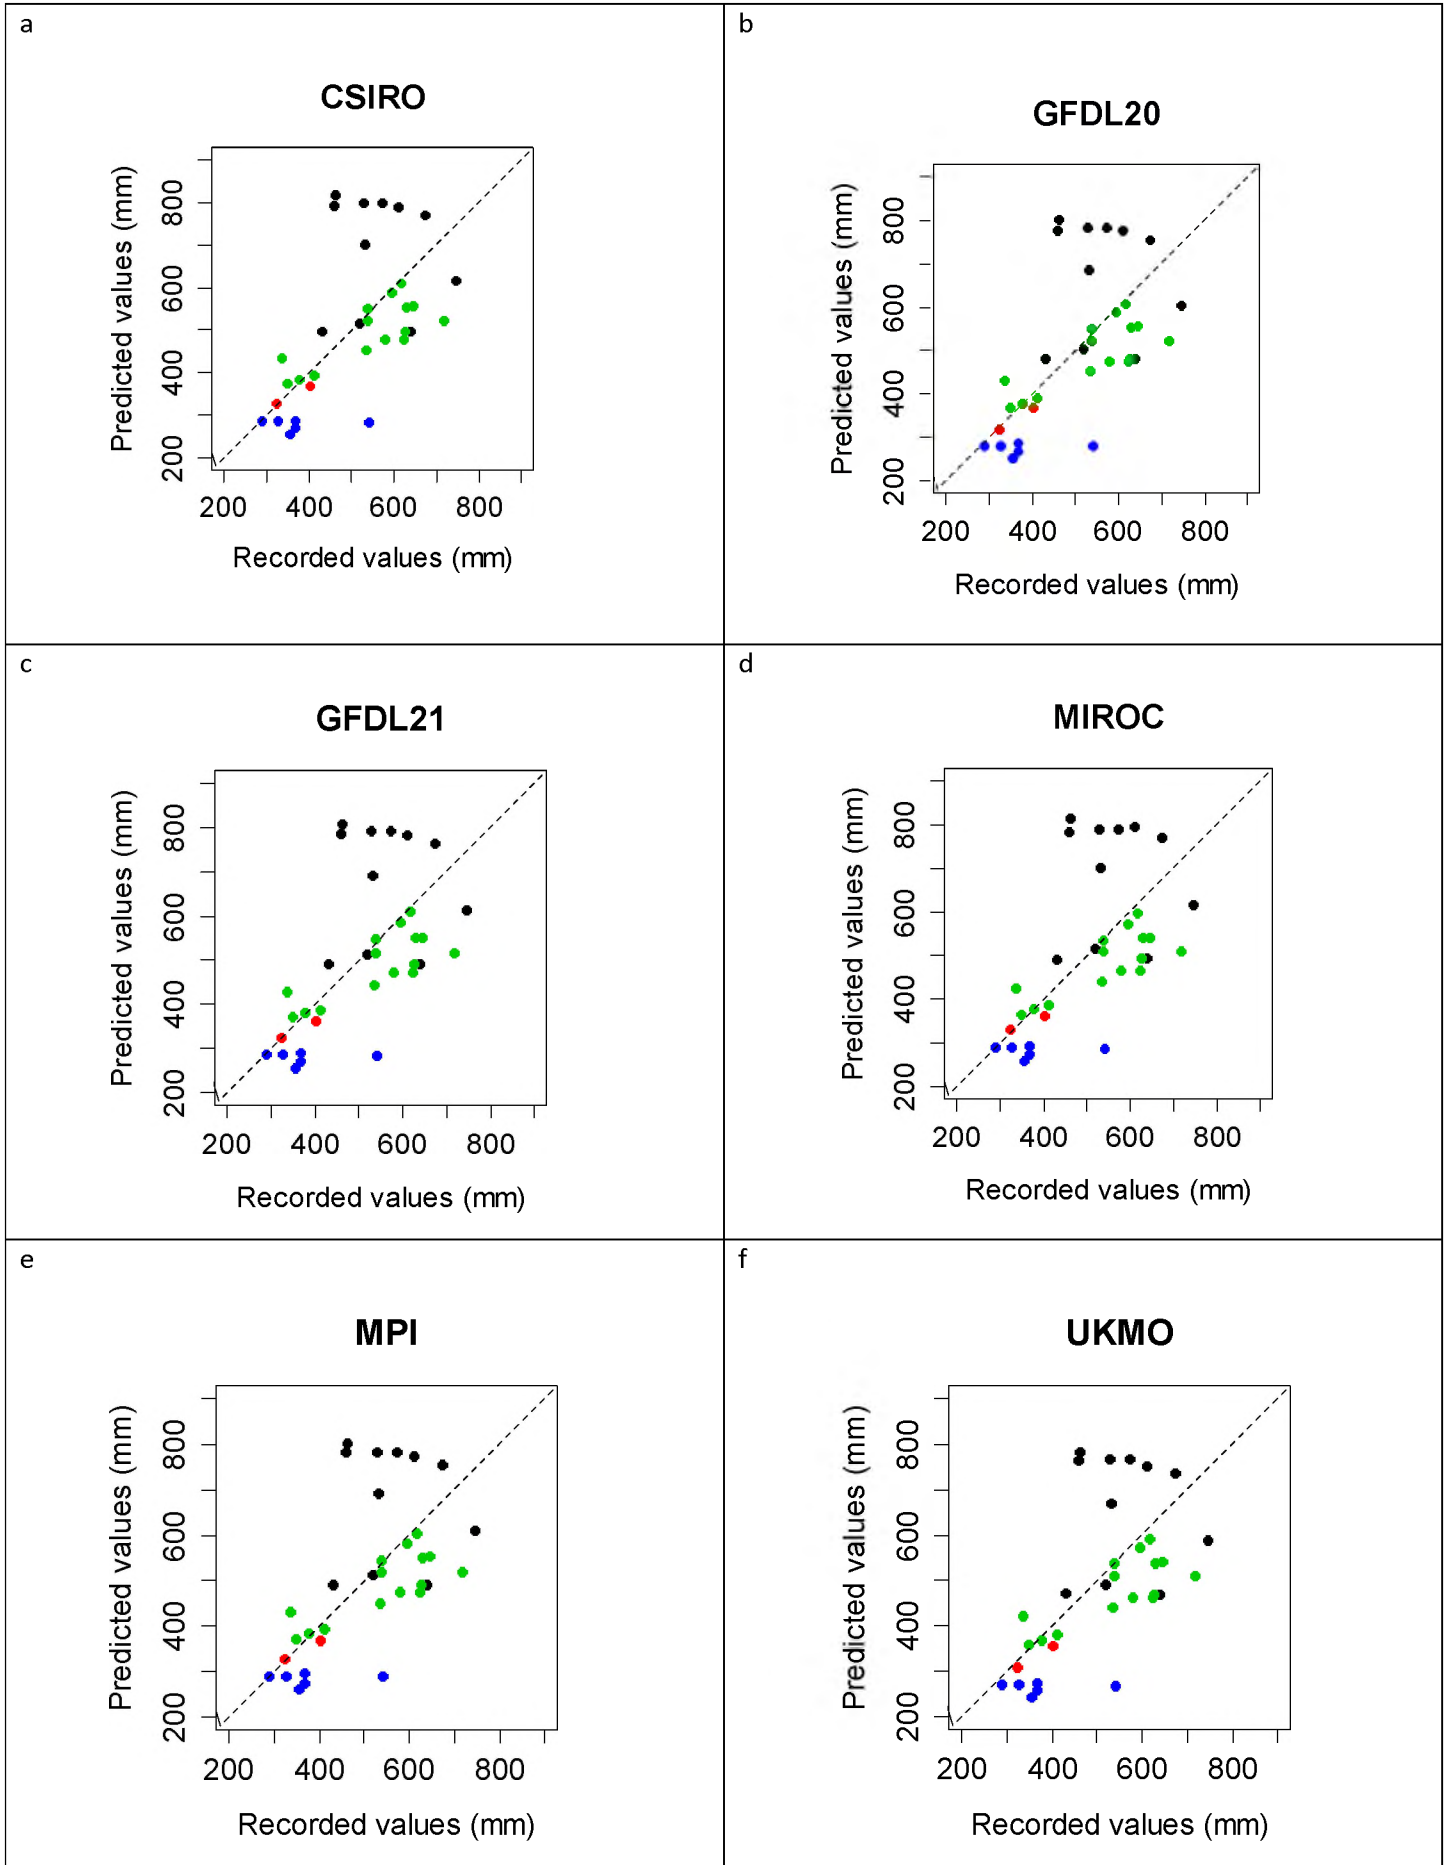 a
CSIRO
Predicted values (mm)
800
600
400
200
200 400 600 800
Recorded values (mm)
b
GFDL20
Predicted values (mm)
800
600
400
200
200 400 600 800
Recorded values (mm)
c
GFDL21
Predicted values (mm)
800
600
400
200
200 400 600 800
Recorded values (mm)
d
MIROC
Predicted values (mm)
800
600
400
200
200 400 600 800
Recorded values (mm)
e
MPI
Predicted values (mm)
800
600
400
200
200 400 600 800
Recorded values (mm)
f
UKMO
Predicted values (mm)
800
600
400
200
200 400 600 800
Recorded values (mm)